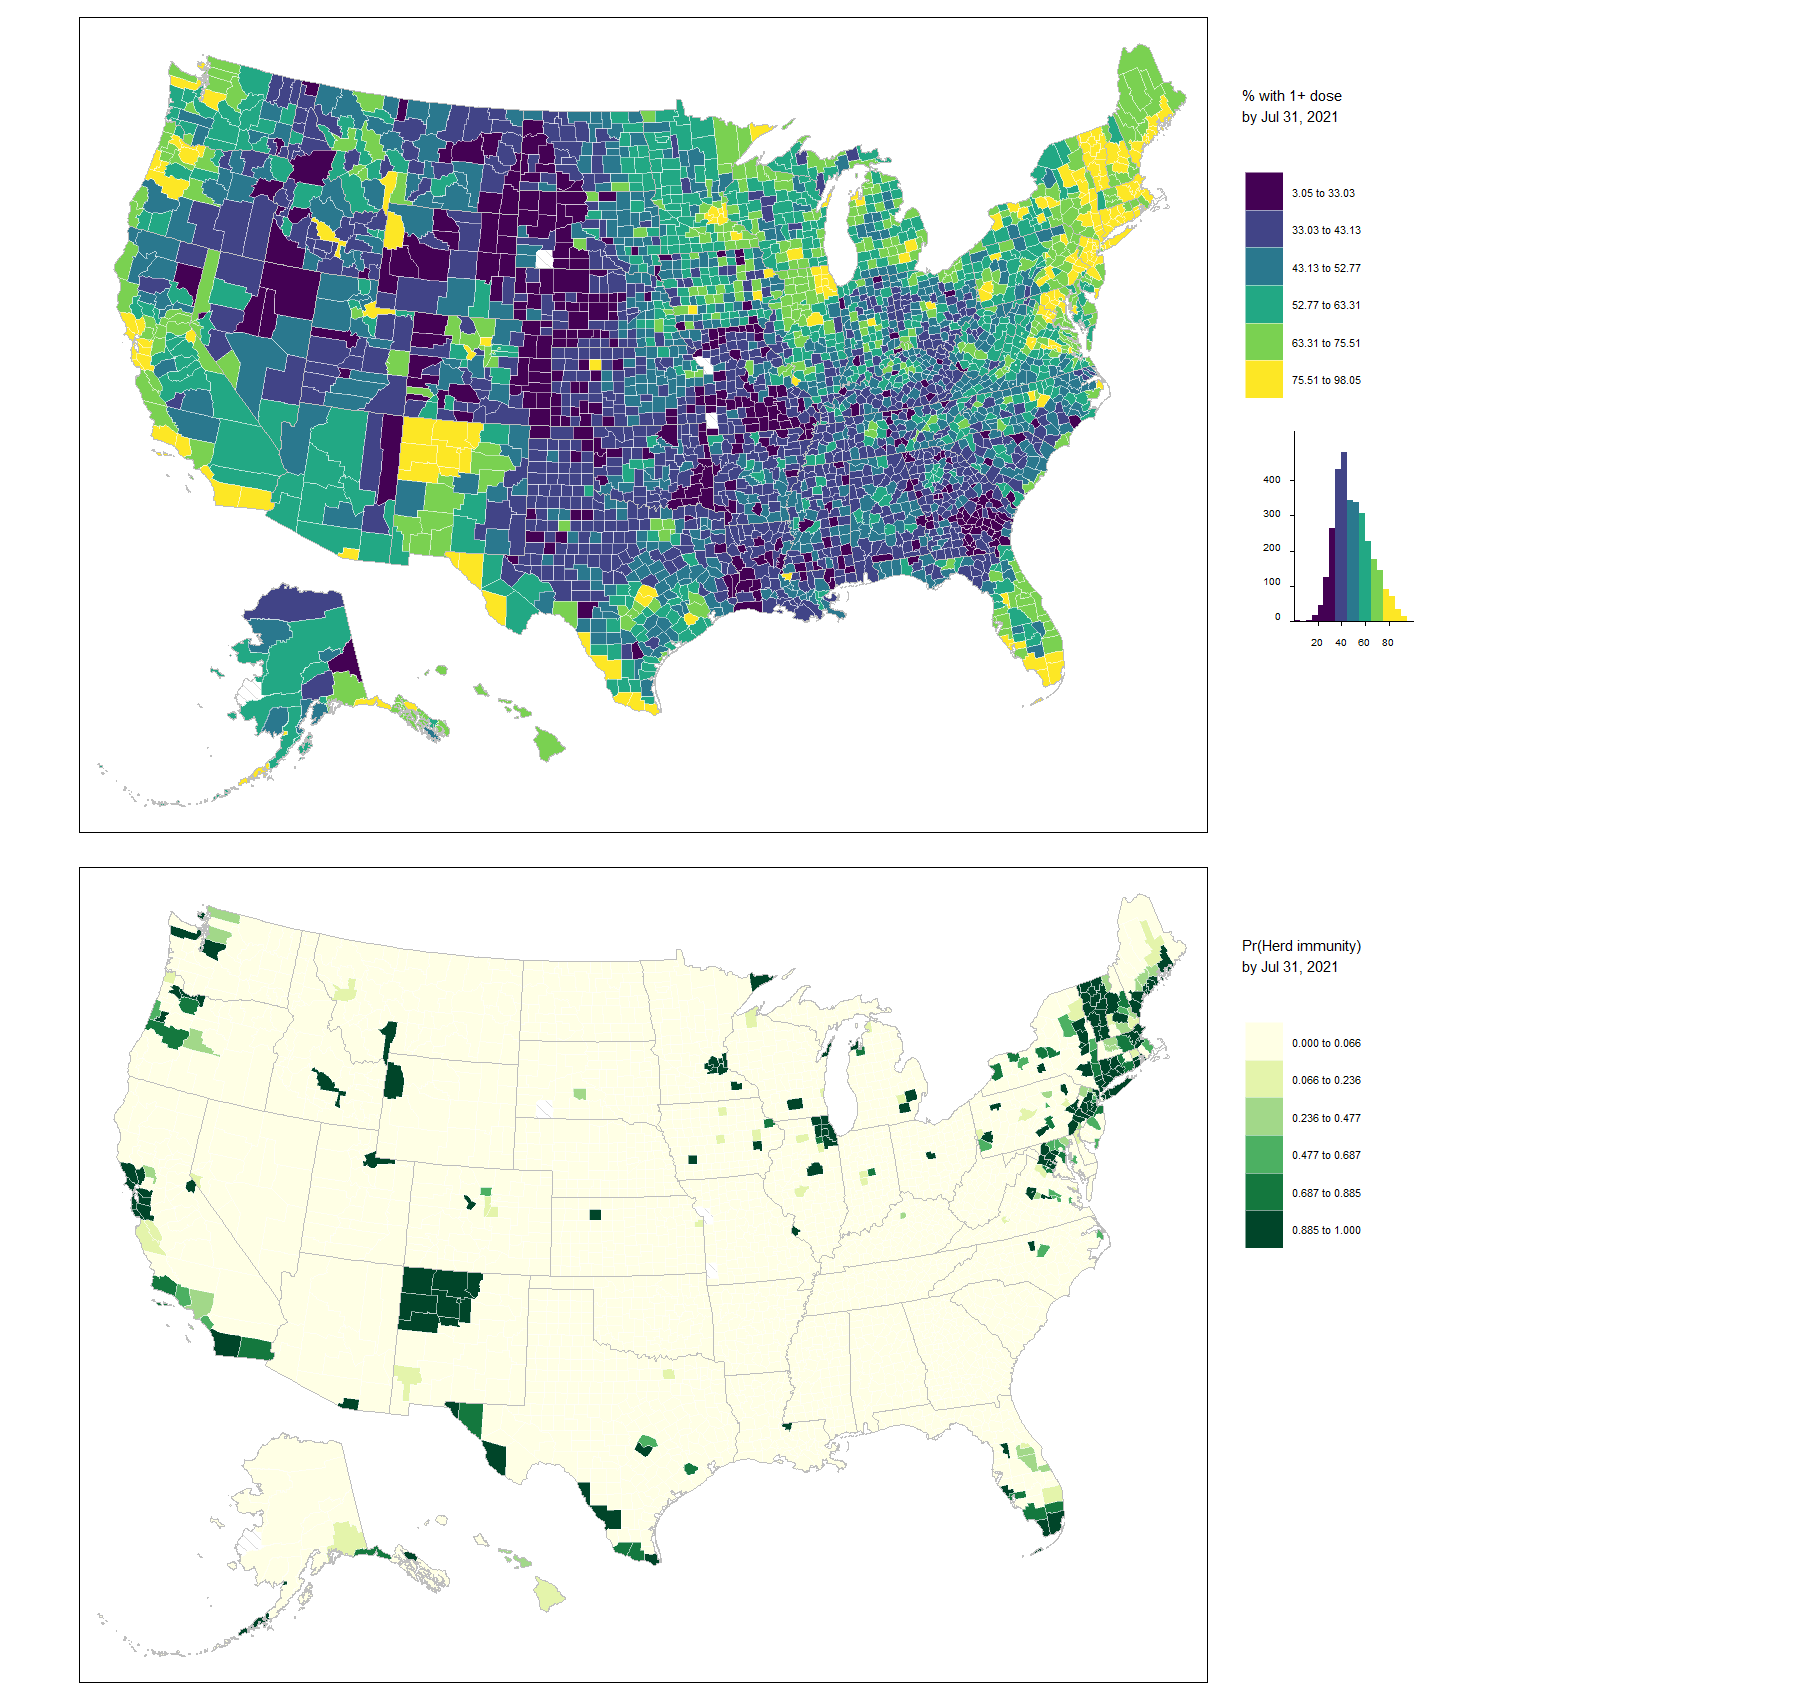 % with 1+ dose
by Jul 31, 2021
3.05 to 33.03
33.03 to 43.13
43.13 to 52.77
52.77 to 63.31
63.31 to 75.51
75.51 to 98.05
400
300
200
100
0
20 40 60 80
Pr(Herd immunity)
by Jul 31, 2021
0.000 to 0.066
0.066 to 0.236
0.236 to 0.477
0.477 to 0.687
0.687 to 0.885
0.885 to 1.000